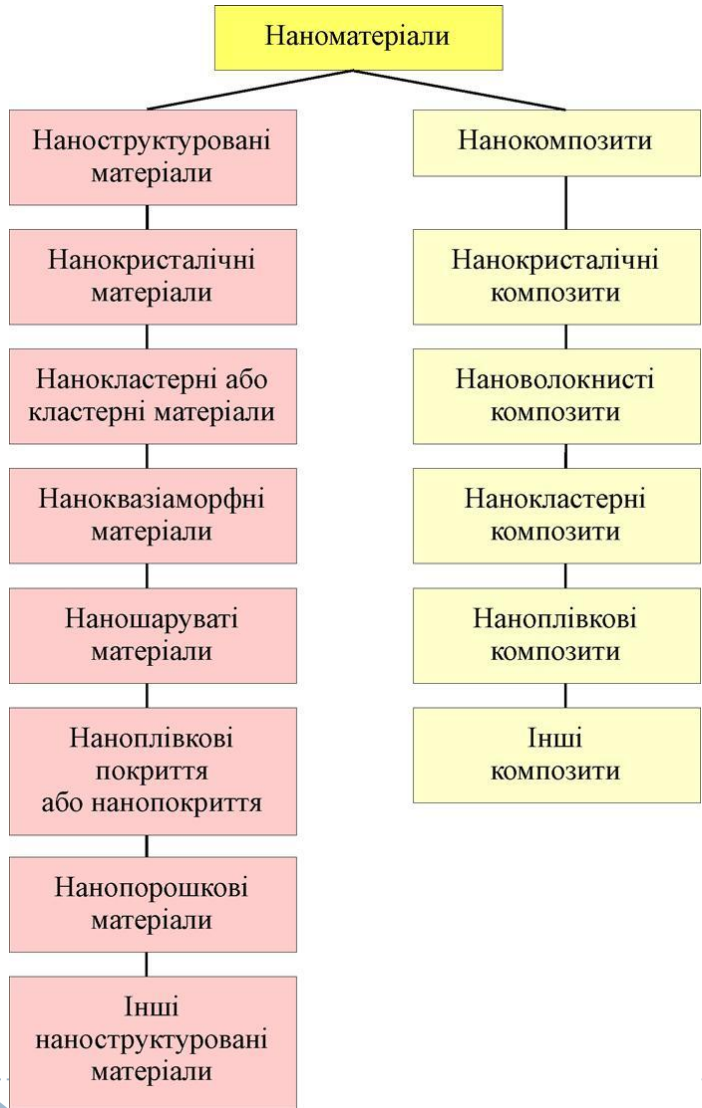 Наноматеріали
Наноструктуровані
матеріали
Нанокристалічні
матеріали
Нанокластерні або
кластерні матеріали
Наноквазіаморфні
матеріали
Наношаруваті
матеріали
Наноплівкові
покриття
або нанопокриття
Нанопорошкові
матеріали
Інші
наноструктуровані
матеріали
Нанокомпозити
Нанокристалічні
композити
Нановолокнисті
композити
Нанокластерні
композити
Наноплівкові
композити
Інші
композити